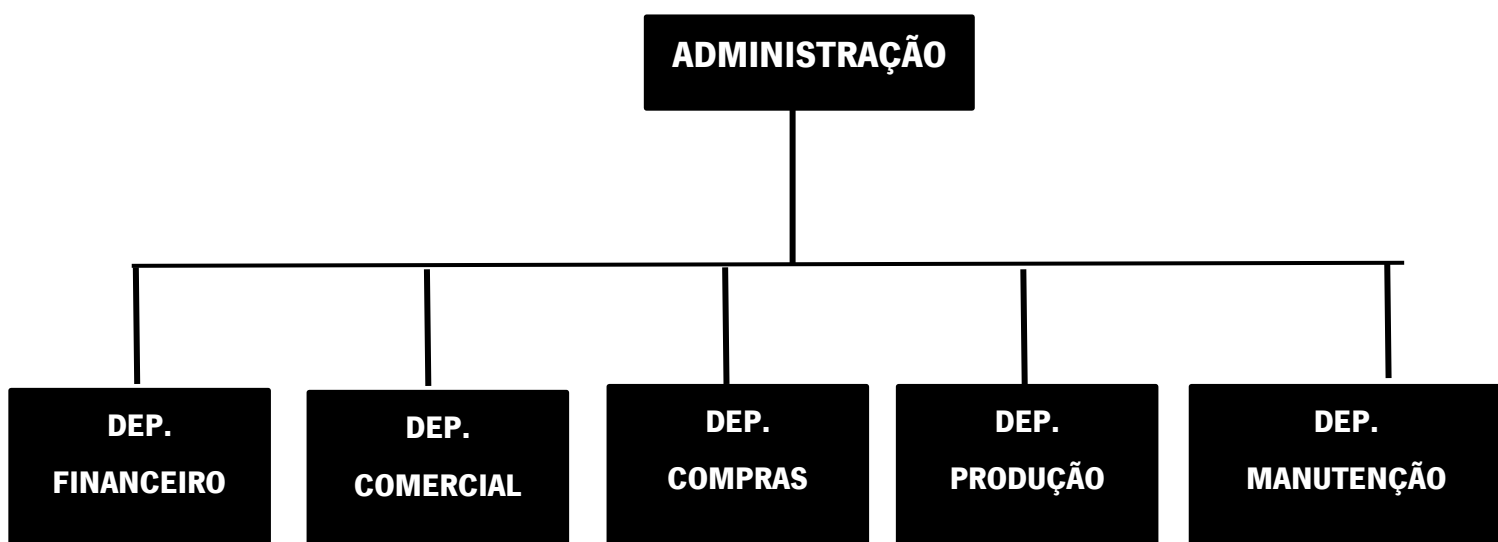 ADMINISTRAÇÃO
DEP.
FINANCEIRO
DEP.
COMERCIAL
DEP.
COMPRAS
DEP.
PRODUÇÃO
DEP.
MANUTENÇÃO